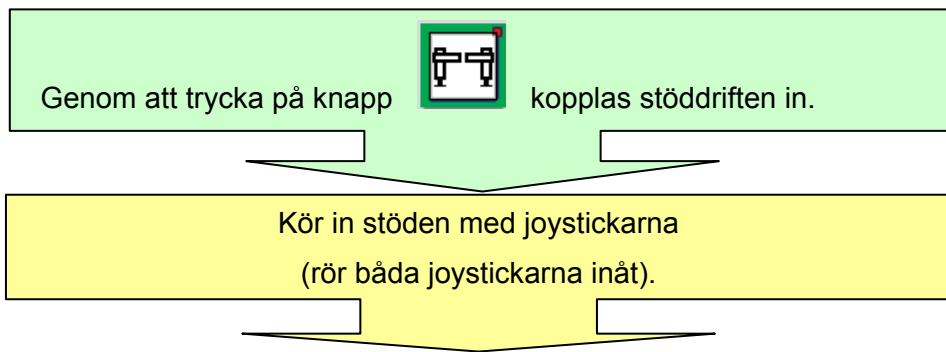 Genom att trycka på knapp kopplas stöddriften in.
Kör in stöden med joystickarna
(rör båda joystickarna inåt).